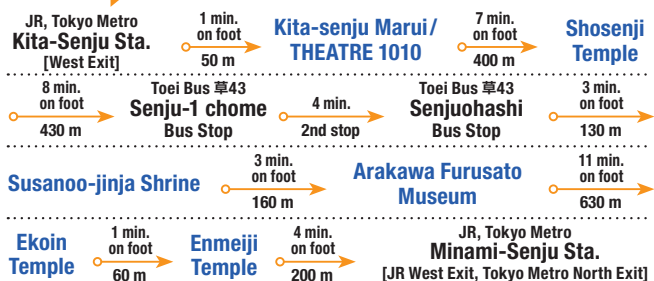 JR, Tokyo Metro
Kita-Senju Sta.
[West Exit]
1 min.
on foot
50 m
Kita-senju Marui/
THEATRE 1010
7 min.
on foot
400 m
Shosenji
Temple
8 min.
on foot
430 m
Toei Bus 草43
Senju-1 chome
Bus Stop
4 min.
2nd stop
Toei Bus 草43
Senjuohashi
Bus Stop
3 min.
on foot
130 m
Susanoo-jinja Shrine
3 min.
on foot
160 m
Arakawa Furusato
Museum
11 min.
on foot
630 m
Ekoin
Temple
1 min.
on foot
60 m
Enmeiji
Temple
4 min.
on foot
200 m
JR, Tokyo Metro
Minami-Senju Sta.
[JR West Exit, Tokyo Metro North Exit]